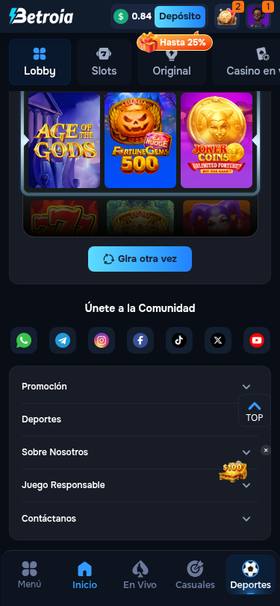 Betroia
$ 0.84 Depósito
2
1
Hasta 25%
Lobby
Slots
Original
Casino en v
AGE OF THE GODS
FORTUNE GEMS 500
JOKER COINS
Gira otra vez
Únete a la Comunidad
Promoción
Deportes
TOP
Sobre Nosotros
$100
Juego Responsable
Contáctanos
Menú
Inicio
En Vivo
Casuales
Deportes